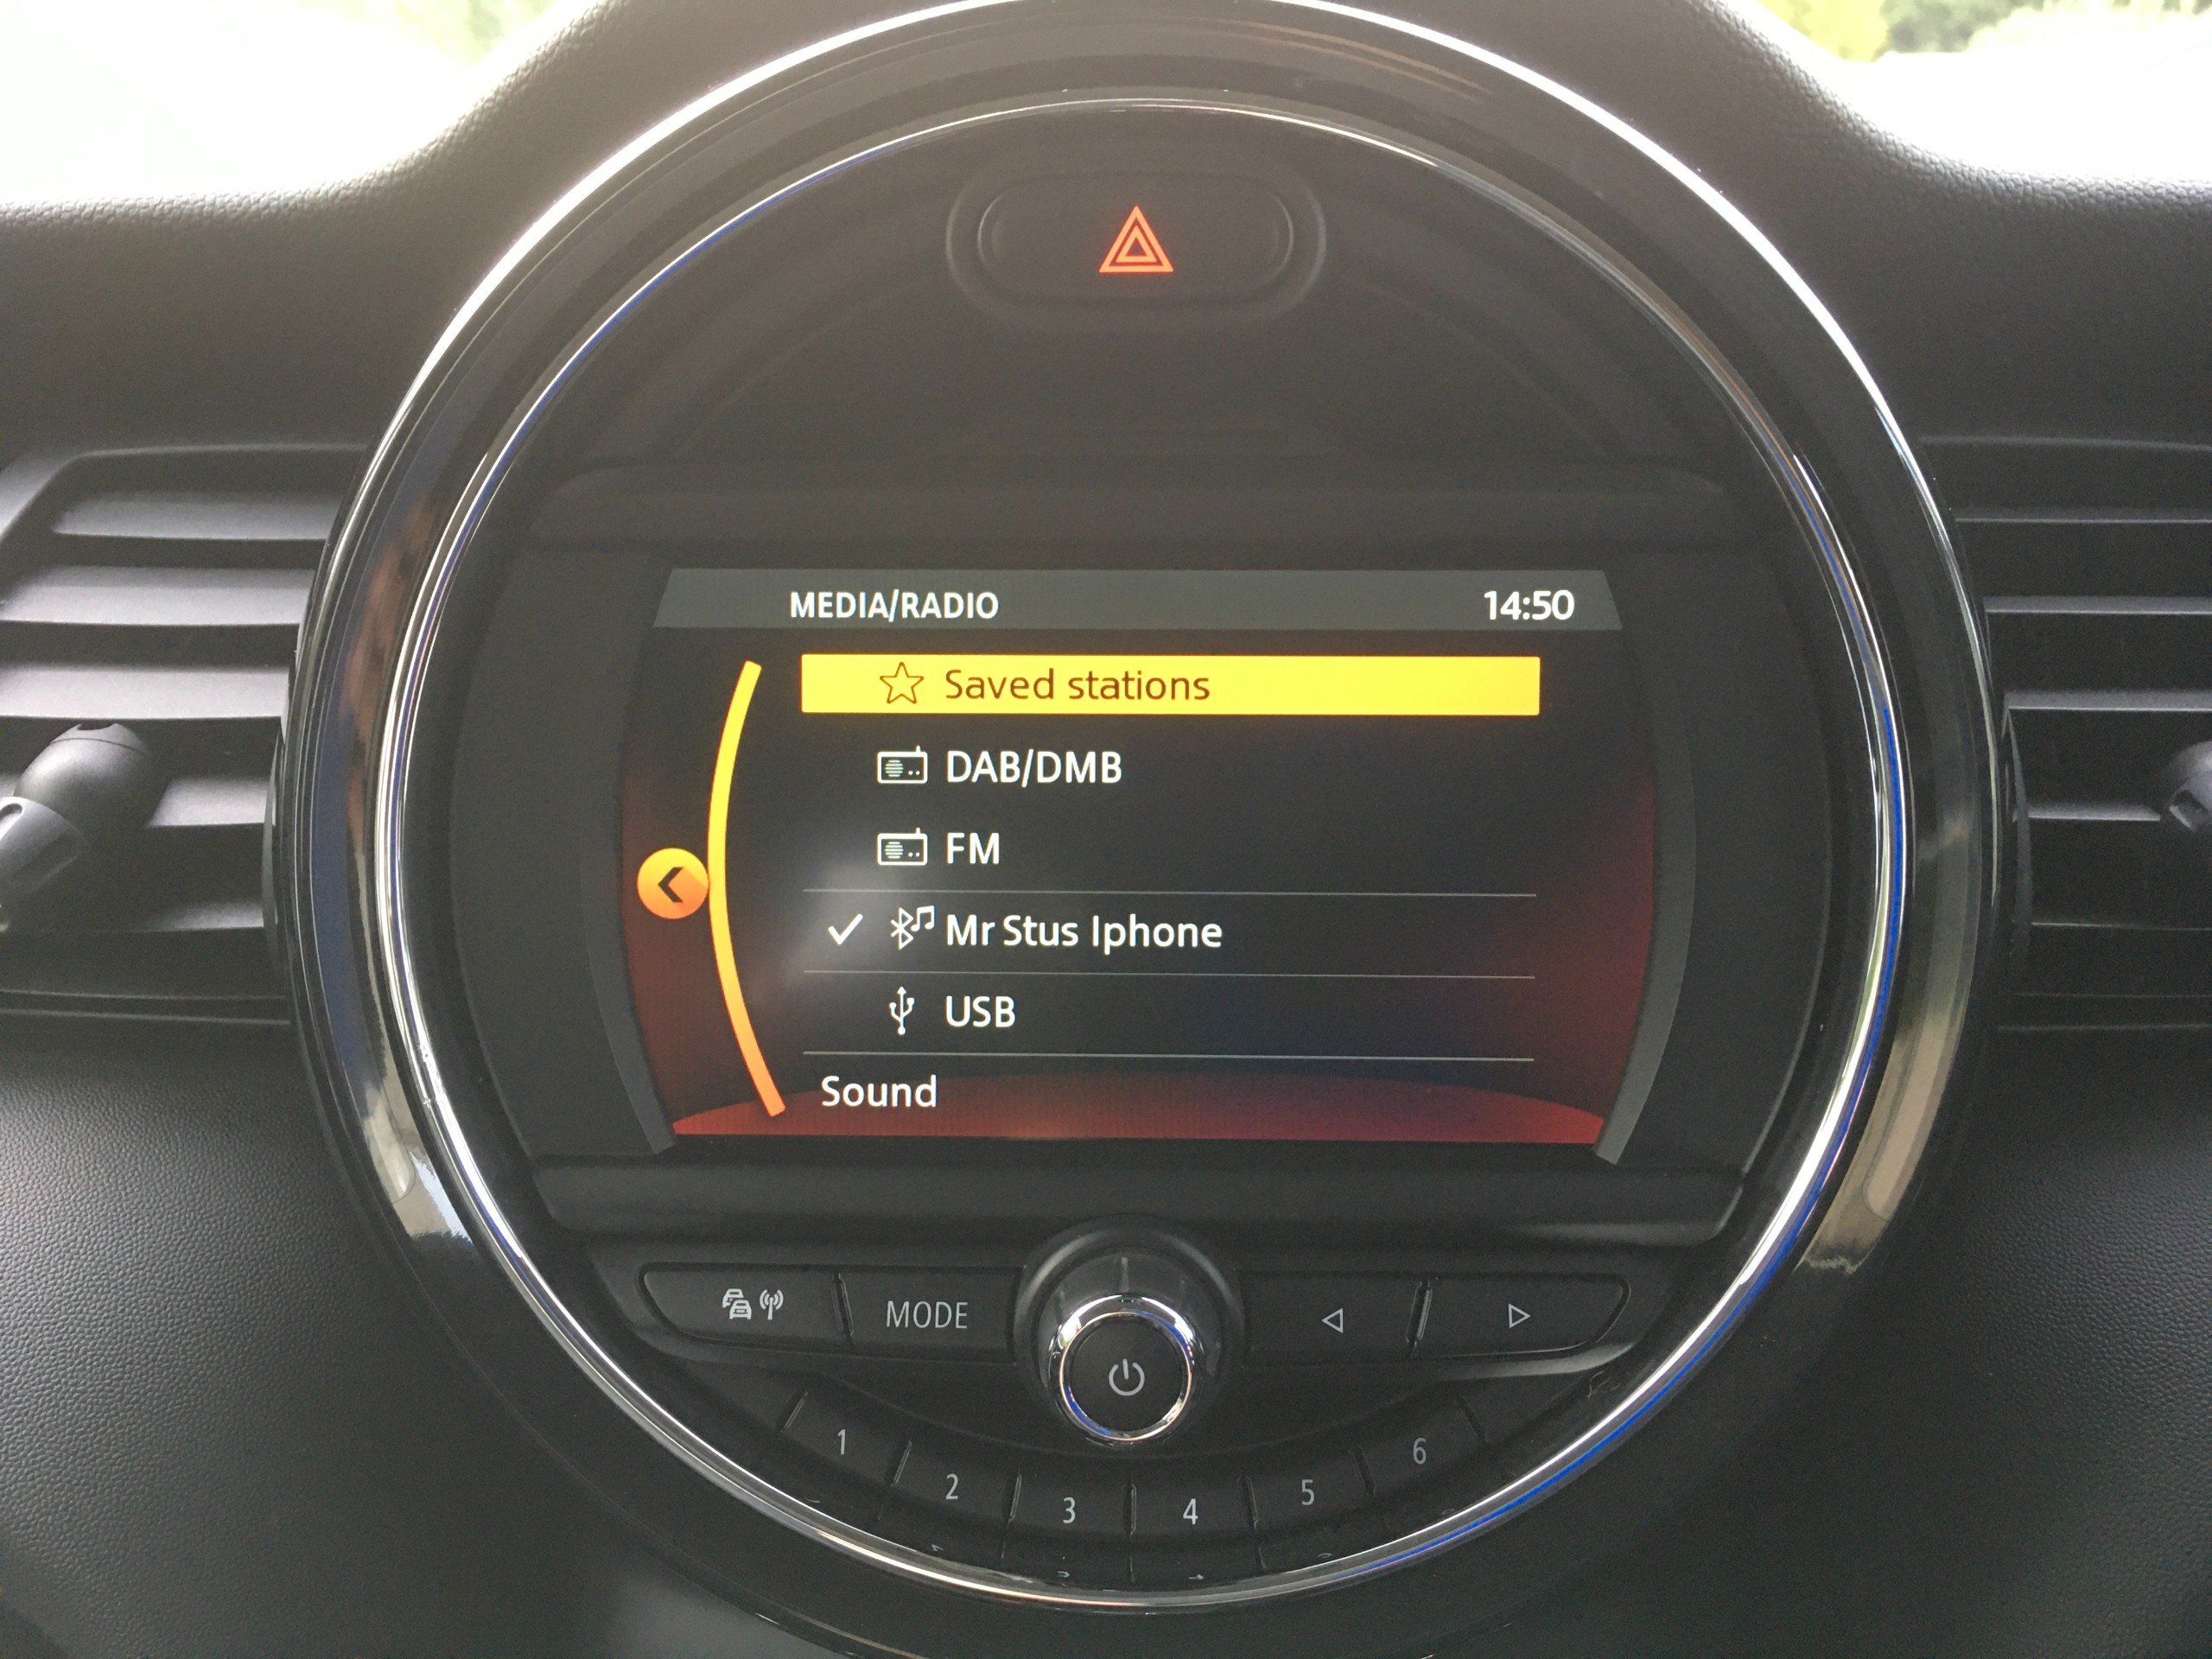 MEDIA/RADIO 14:50
Saved stations
DAB/DMB
FM
Mr Stus Iphone
USB
Sound
MODE
1 2 3 4 5 6